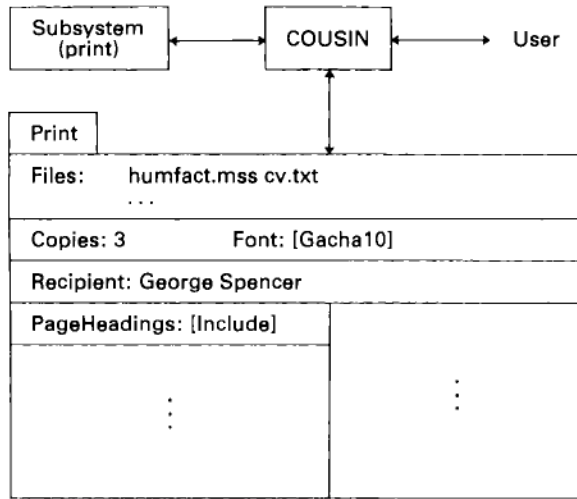 Subsystem
(print)
COUSIN
User
Print
Files: humfact.mss cv.txt
...
Copies: 3 Font: [Gacha10]
Recipient: George Spencer
PageHeadings: [Include]